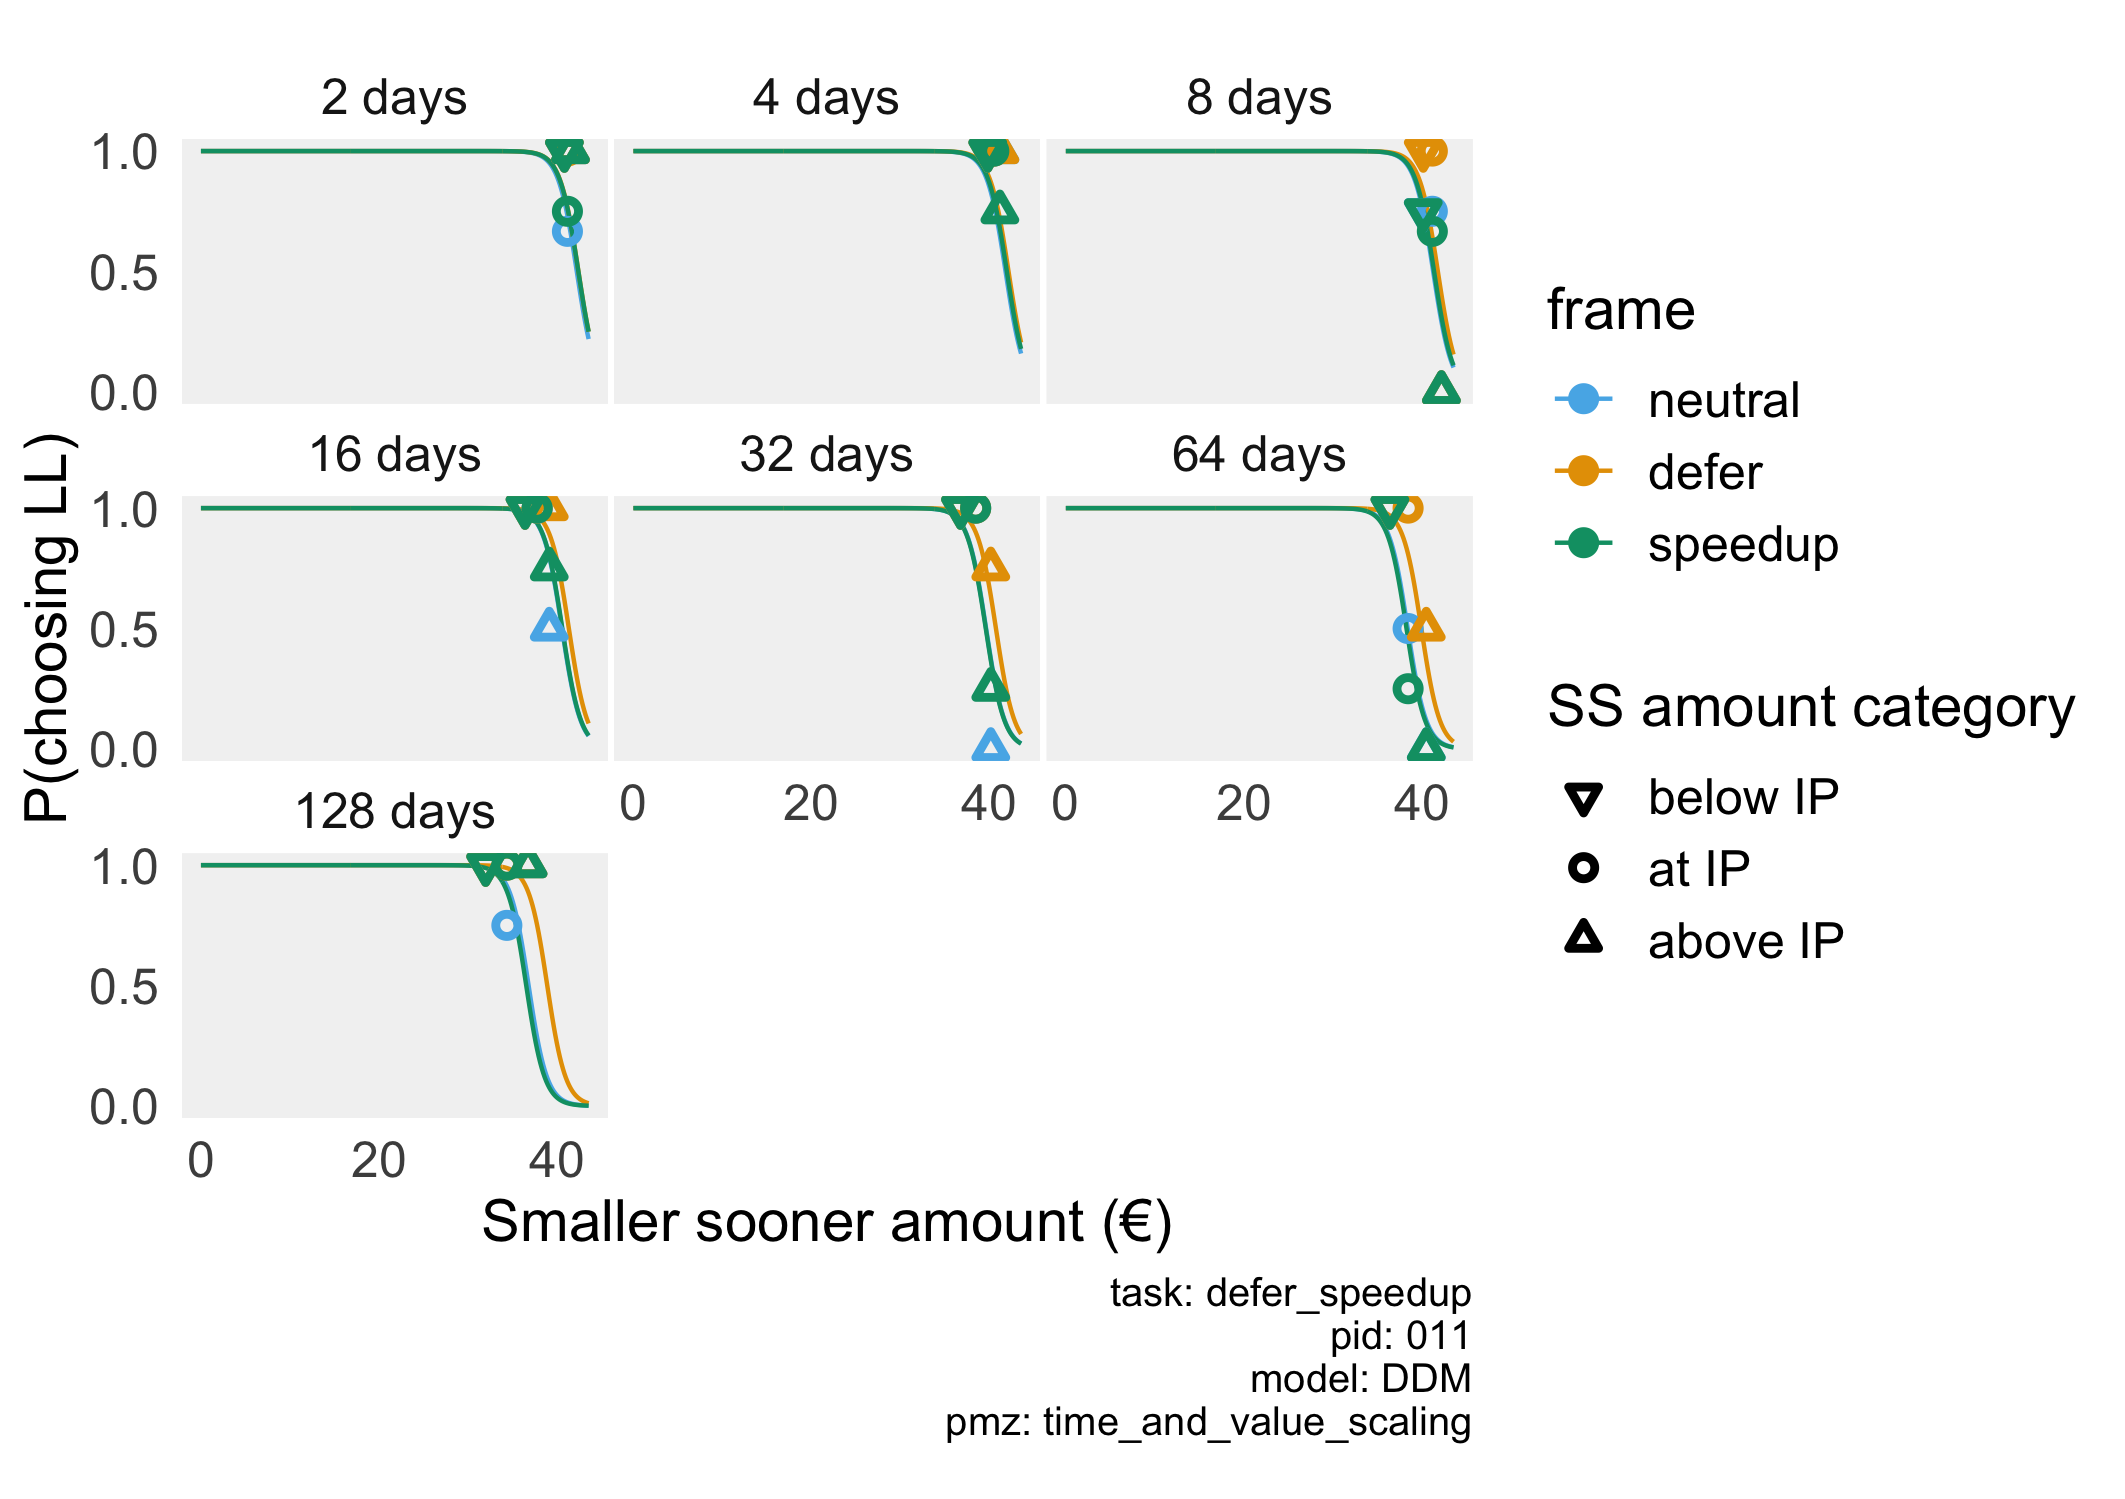 2 days
4 days
8 days
1.0
0.5
0.0
16 days
32 days
64 days
1.0
0.5
0.0
0
20
40
0
20
40
128 days
1.0
0.5
0.0
0
20
40
P(choosing LL)
Smaller sooner amount (€)
frame
neutral
defer
speedup
SS amount category
below IP
at IP
above IP
task: defer_speedup
pid: 011
model: DDM
pmz: time_and_value_scaling